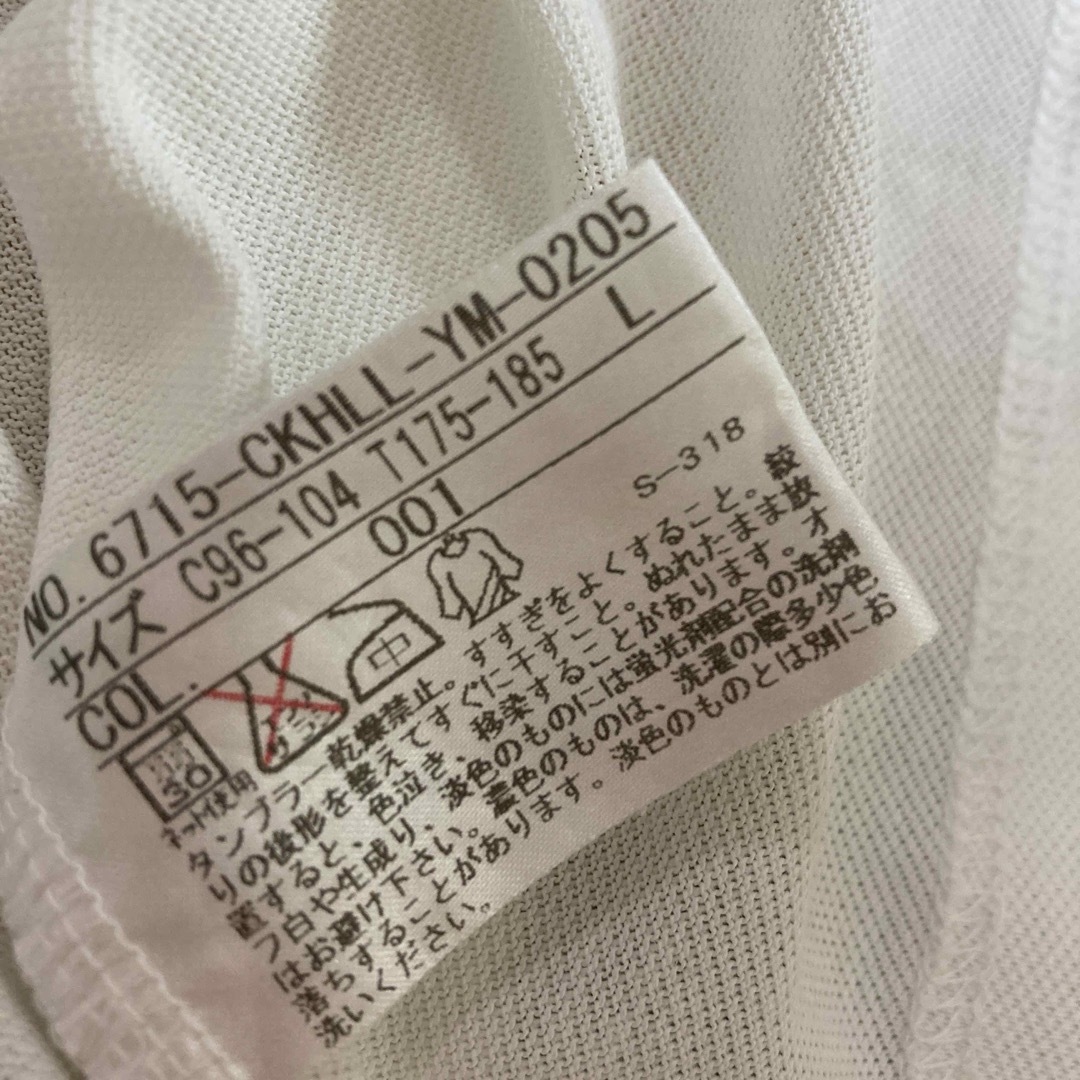 NO. 6715-CKHLL-YM-0205
サイズ C96-104 T175-185 L
COL. 001
S-318
30
中
ネット使用
タンブラー乾燥禁止。すすぎをよくすること。絞
りの後形を整えてすぐに干すこと。ぬれたまま放
置すると、色泣き、移染することがあります。オ
フ白や生成り、淡色のものには蛍光剤配合の洗剤
はお避け下さい。濃色のものは、洗濯の際多少色
落ちすることがあります。淡色のものとは別にお
洗いください。